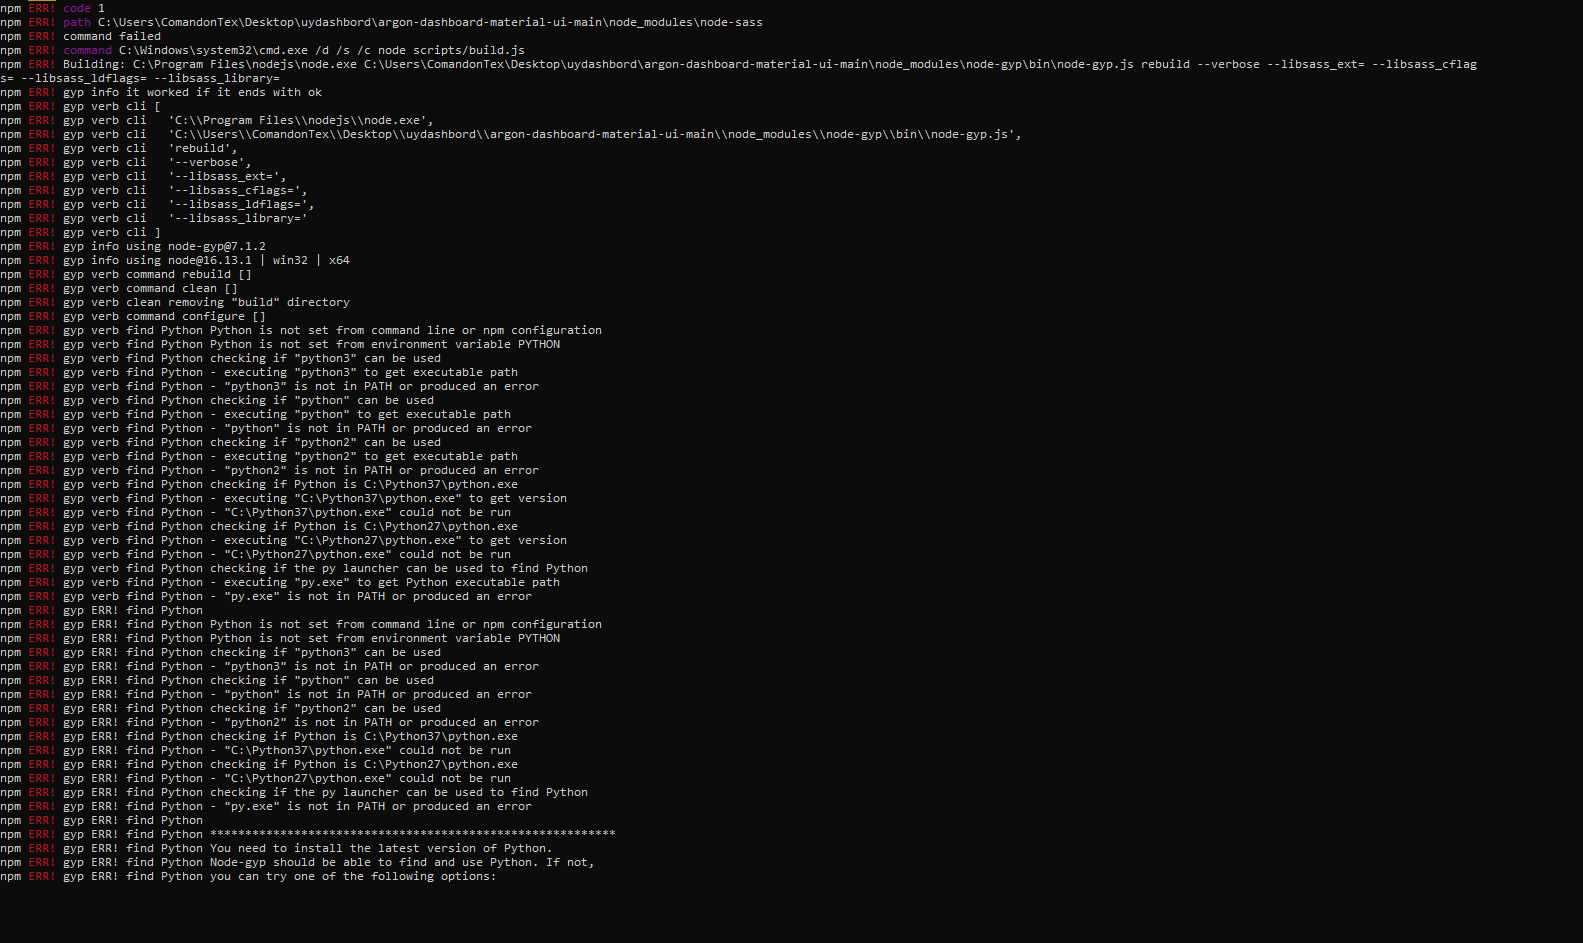 npm ERR! code 1
npm ERR! path C:\Users\ComandonTex\Desktop\uydashbord\argon-dashboard-material-ui-main\node_modules\node-sass
npm ERR! command failed
npm ERR! command C:\Windows\system32\cmd.exe /d /s /c node scripts/build.js
npm ERR! Building: C:\Program Files\nodejs\node.exe C:\Users\ComandonTex\Desktop\uydashbord\argon-dashboard-material-ui-main\node_modules\node-gyp\bin\node-gyp.js rebuild --verbose --libsass_ext= --libsass_cflag
s= --libsass_ldflags= --libsass_library=
npm ERR! gyp info it worked if it ends with ok
npm ERR! gyp verb cli [
npm ERR! gyp verb cli   'C:\\Program Files\\nodejs\\node.exe',
npm ERR! gyp verb cli   'C:\\Users\\ComandonTex\\Desktop\\uydashbord\\argon-dashboard-material-ui-main\\node_modules\\node-gyp\\bin\\node-gyp.js',
npm ERR! gyp verb cli   'rebuild',
npm ERR! gyp verb cli   '--verbose',
npm ERR! gyp verb cli   '--libsass_ext=',
npm ERR! gyp verb cli   '--libsass_cflags=',
npm ERR! gyp verb cli   '--libsass_ldflags=',
npm ERR! gyp verb cli   '--libsass_library='
npm ERR! gyp verb cli ]
npm ERR! gyp info using node-gyp@7.1.2
npm ERR! gyp info using node@16.13.1 | win32 | x64
npm ERR! gyp verb command rebuild []
npm ERR! gyp verb command clean []
npm ERR! gyp verb clean removing "build" directory
npm ERR! gyp verb command configure []
npm ERR! gyp verb find Python Python is not set from command line or npm configuration
npm ERR! gyp verb find Python Python is not set from environment variable PYTHON
npm ERR! gyp verb find Python checking if "python3" can be used
npm ERR! gyp verb find Python - executing "python3" to get executable path
npm ERR! gyp verb find Python - "python3" is not in PATH or produced an error
npm ERR! gyp verb find Python checking if "python" can be used
npm ERR! gyp verb find Python - executing "python" to get executable path
npm ERR! gyp verb find Python - "python" is not in PATH or produced an error
npm ERR! gyp verb find Python checking if "python2" can be used
npm ERR! gyp verb find Python - executing "python2" to get executable path
npm ERR! gyp verb find Python - "python2" is not in PATH or produced an error
npm ERR! gyp verb find Python checking if Python is C:\Python37\python.exe
npm ERR! gyp verb find Python - executing "C:\Python37\python.exe" to get version
npm ERR! gyp verb find Python - "C:\Python37\python.exe" could not be run
npm ERR! gyp verb find Python checking if Python is C:\Python27\python.exe
npm ERR! gyp verb find Python - executing "C:\Python27\python.exe" to get version
npm ERR! gyp verb find Python - "C:\Python27\python.exe" could not be run
npm ERR! gyp verb find Python checking if the py launcher can be used to find Python
npm ERR! gyp verb find Python - executing "py.exe" to get Python executable path
npm ERR! gyp verb find Python - "py.exe" is not in PATH or produced an error
npm ERR! gyp ERR! find Python
npm ERR! gyp ERR! find Python Python is not set from command line or npm configuration
npm ERR! gyp ERR! find Python Python is not set from environment variable PYTHON
npm ERR! gyp ERR! find Python checking if "python3" can be used
npm ERR! gyp ERR! find Python - "python3" is not in PATH or produced an error
npm ERR! gyp ERR! find Python checking if "python" can be used
npm ERR! gyp ERR! find Python - "python" is not in PATH or produced an error
npm ERR! gyp ERR! find Python checking if "python2" can be used
npm ERR! gyp ERR! find Python - "python2" is not in PATH or produced an error
npm ERR! gyp ERR! find Python checking if Python is C:\Python37\python.exe
npm ERR! gyp ERR! find Python - "C:\Python37\python.exe" could not be run
npm ERR! gyp ERR! find Python checking if Python is C:\Python27\python.exe
npm ERR! gyp ERR! find Python - "C:\Python27\python.exe" could not be run
npm ERR! gyp ERR! find Python checking if the py launcher can be used to find Python
npm ERR! gyp ERR! find Python - "py.exe" is not in PATH or produced an error
npm ERR! gyp ERR! find Python
npm ERR! gyp ERR! find Python **********************************************************
npm ERR! gyp ERR! find Python You need to install the latest version of Python.
npm ERR! gyp ERR! find Python Node-gyp should be able to find and use Python. If not,
npm ERR! gyp ERR! find Python you can try one of the following options: